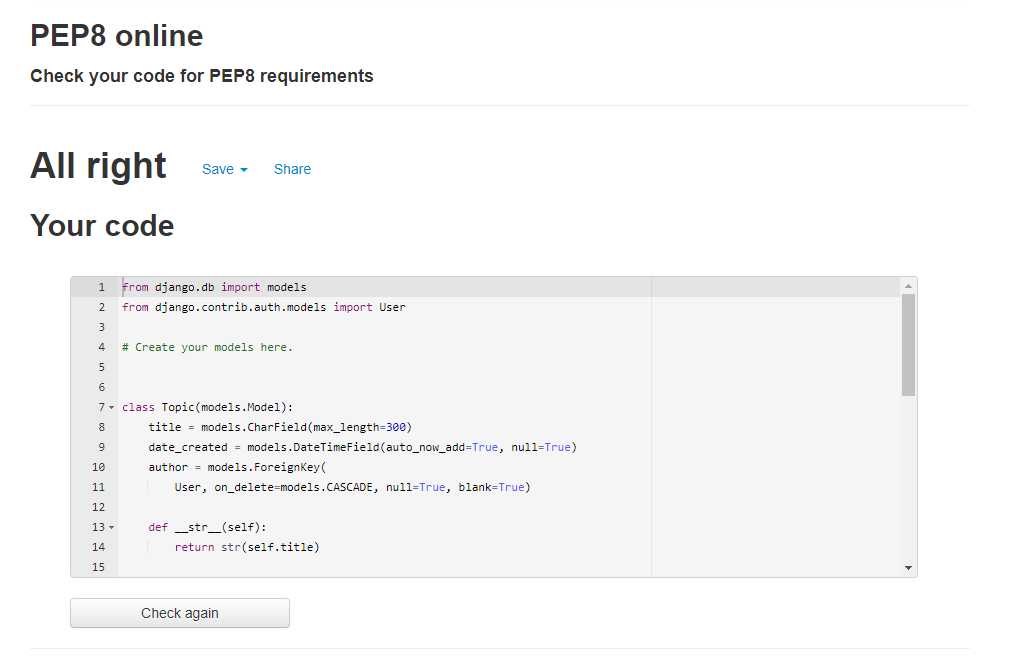 PEP8 online
Check your code for PEP8 requirements
All right Save Share
Your code
1 from django.db import models
2 from django.contrib.auth.models import User
3
4 # Create your models here.
5
6
7 class Topic(models.Model):
8     title = models.CharField(max_length=300)
9     date_created = models.DateTimeField(auto_now_add=True, null=True)
10     author = models.ForeignKey(
11         User, on_delete=models.CASCADE, null=True, blank=True)
12
13     def __str__(self):
14         return str(self.title)
15
Check again